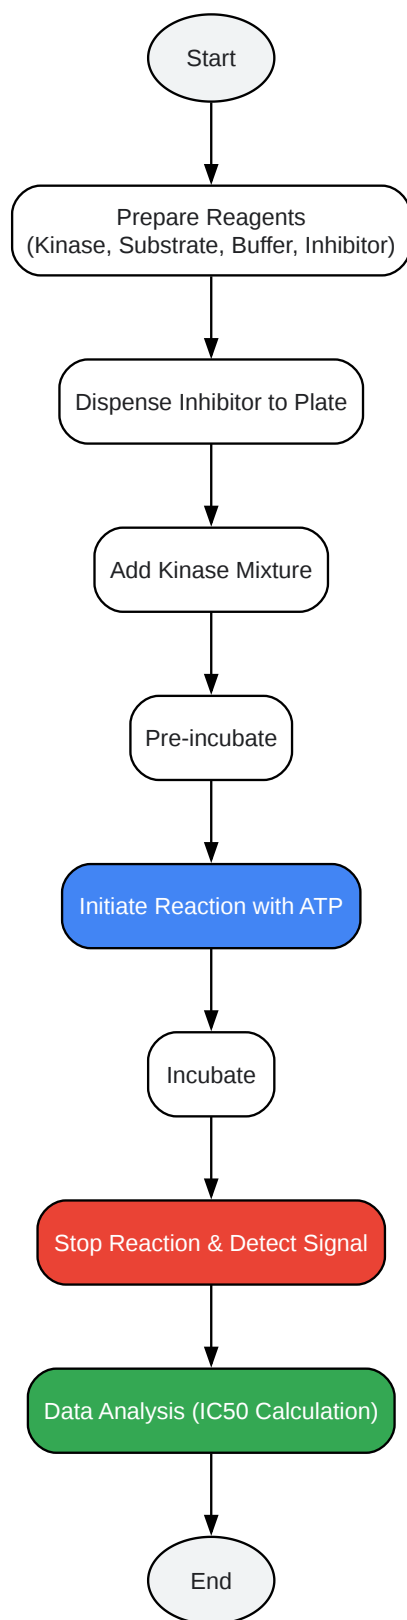 Start
Prepare Reagents
(Kinase, Substrate, Buffer, Inhibitor)
Dispense Inhibitor to Plate
Add Kinase Mixture
Pre-incubate
Initiate Reaction with ATP
Incubate
Stop Reaction & Detect Signal
Data Analysis (IC50 Calculation)
End